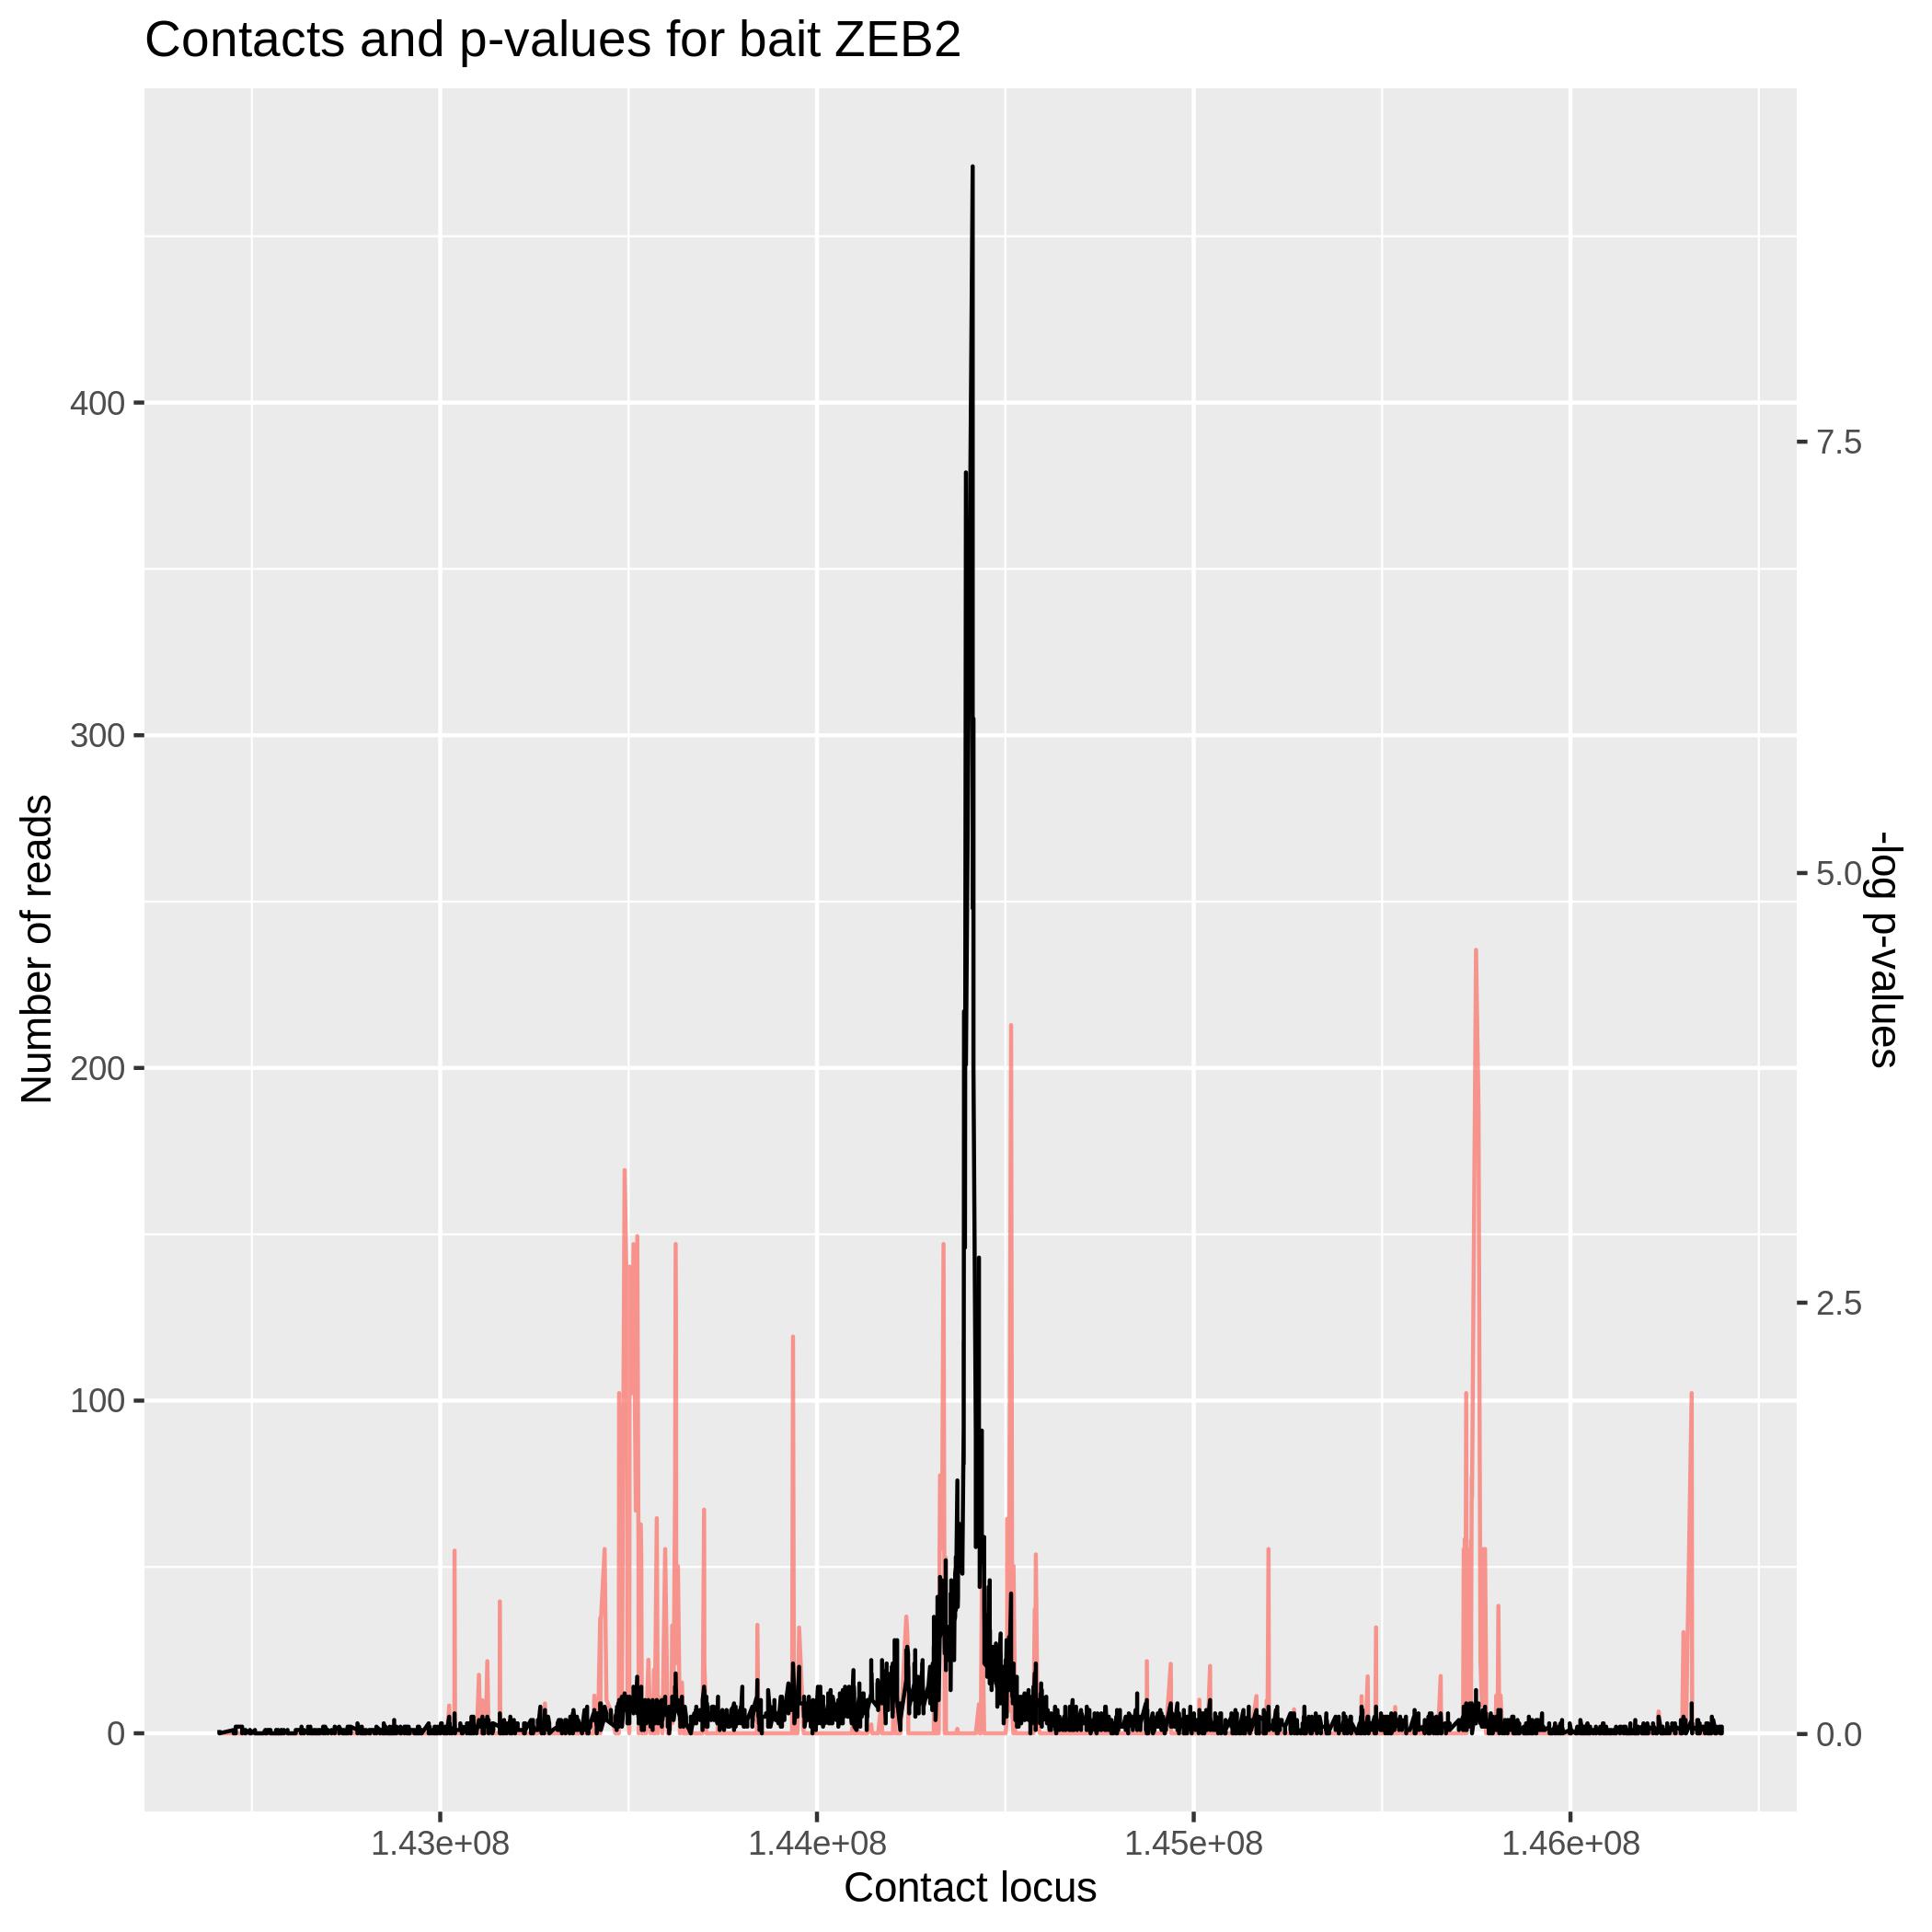 Contacts and p-values for bait ZEB2
Number of reads
400
300
200
100
0
7.5
5.0
2.5
0.0
-log p-values
1.43e+08
1.44e+08
1.45e+08
1.46e+08
Contact locus